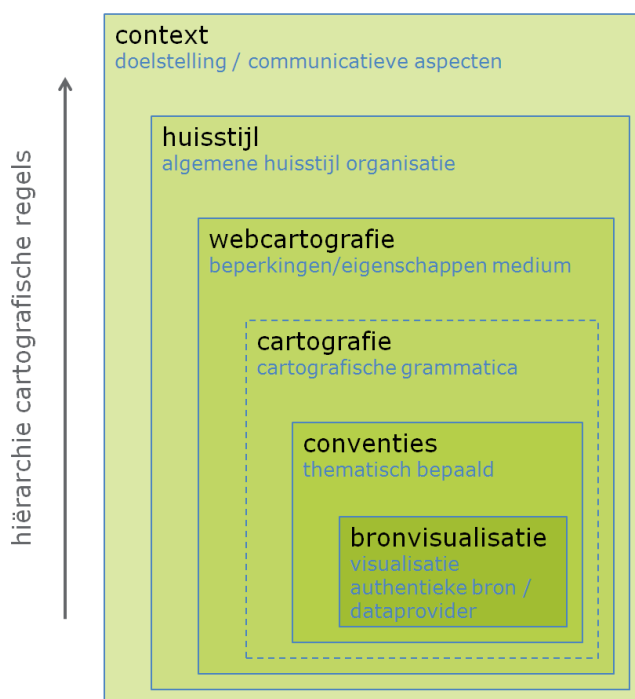 context
doelstelling / communicatieve aspecten
huisstijl
algemene huisstijl organisatie
webcartografie
beperkingen/eigenschappen medium
cartografie
cartografische grammatica
conventies
thematisch bepaald
bronvisualisatie
visualisatie
authentieke bron /
dataprovider
hiërarchie cartografische regels